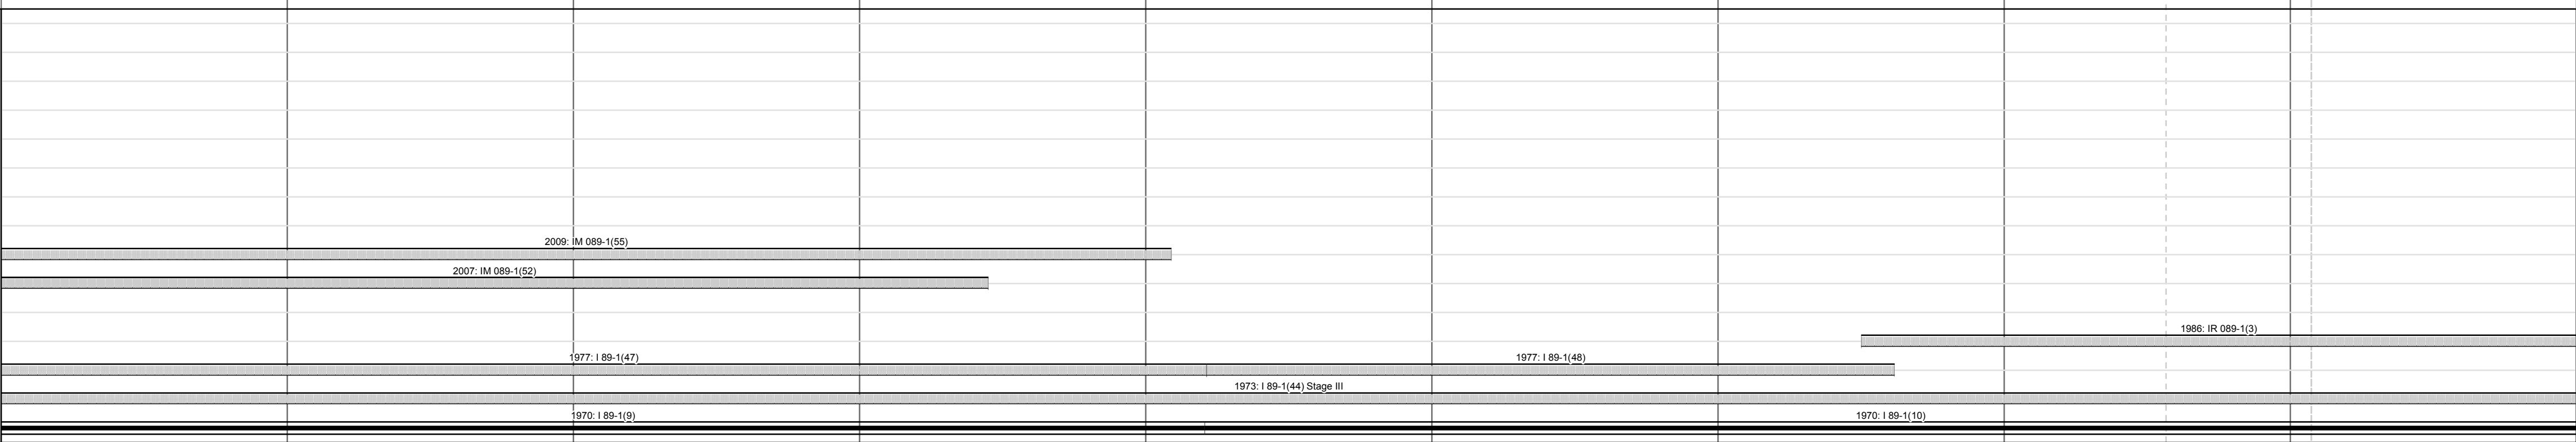 2009: IM 089-1(55)
2007: IM 089-1(52)
1986: IR 089-1(3)
1977: I 89-1(47)
1977: I 89-1(48)
1973: I 89-1(44) Stage III
1970: I 89-1(9)
1970: I 89-1(10)